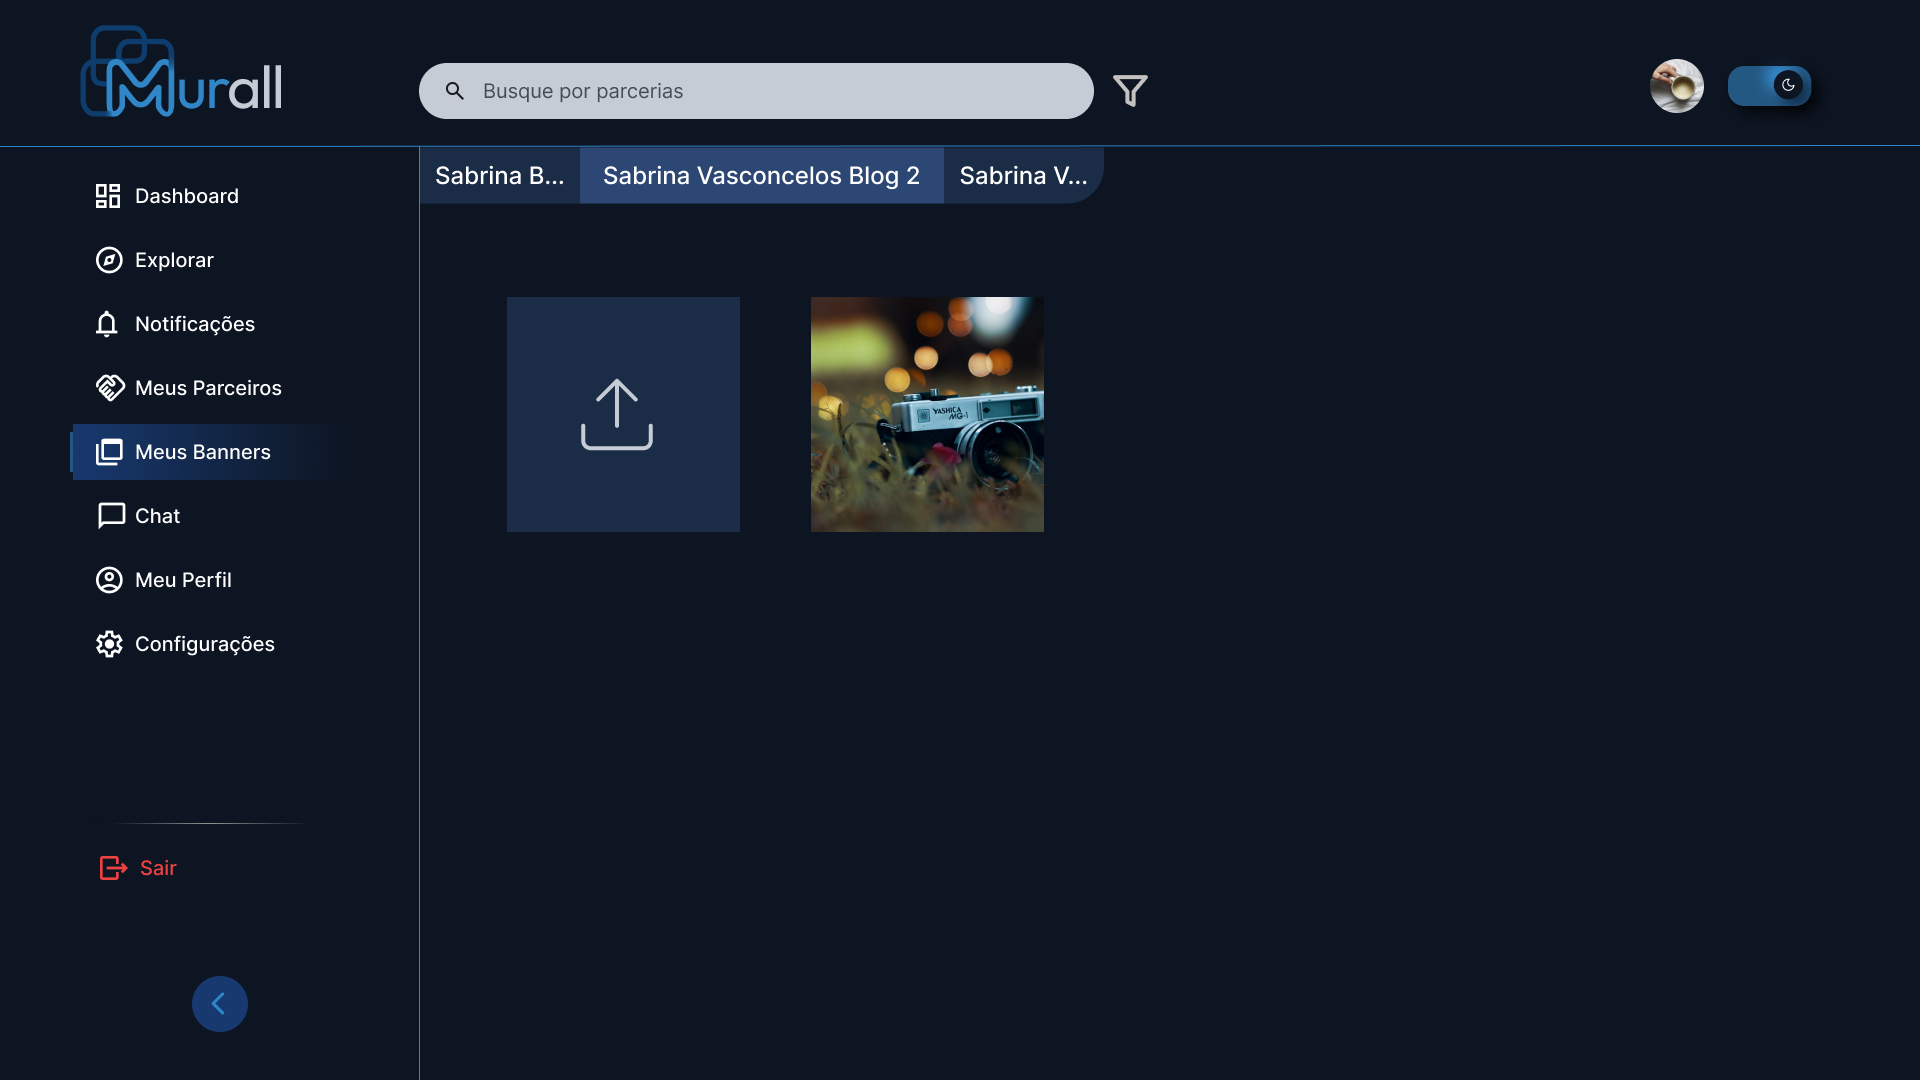 Murall
Busque por parcerias
Sabrina B... Sabrina Vasconcelos Blog 2 Sabrina V...
Dashboard
Explorar
Notificações
Meus Parceiros
Meus Banners
Chat
Meu Perfil
Configurações
YASHICA
MG-1
Sair